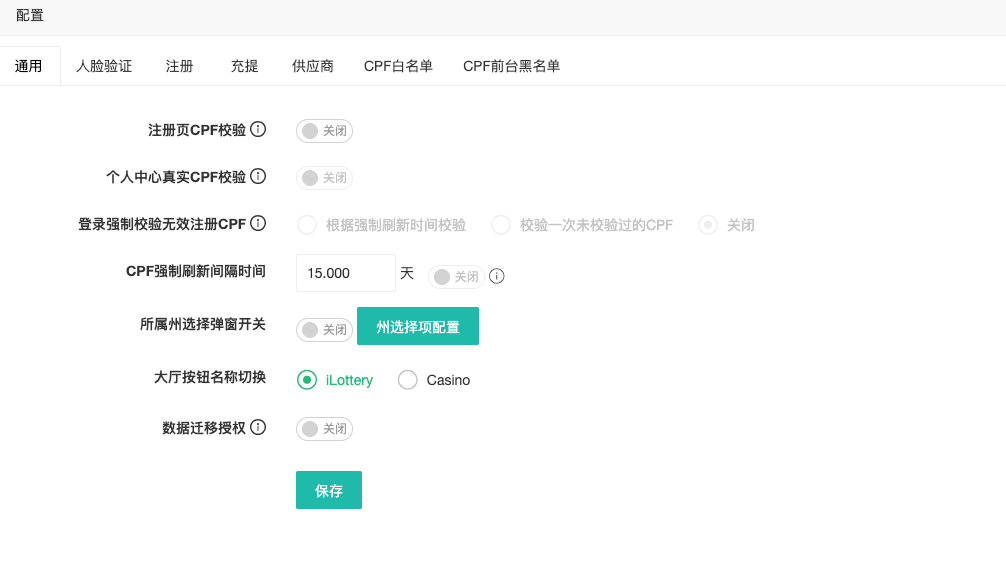 配置
通用 人脸验证 注册 充提 供应商 CPF白名单 CPF前台黑名单
注册页CPF校验 关闭
个人中心真实CPF校验 关闭
登录强制校验无效注册CPF 根据强制刷新时间校验 校验一次未校验过的CPF 关闭
CPF强制刷新间隔时间 15.000 天 关闭
所属州选择弹窗开关 关闭 州选择项配置
大厅按钮名称切换 iLottery Casino
数据迁移授权 关闭
保存